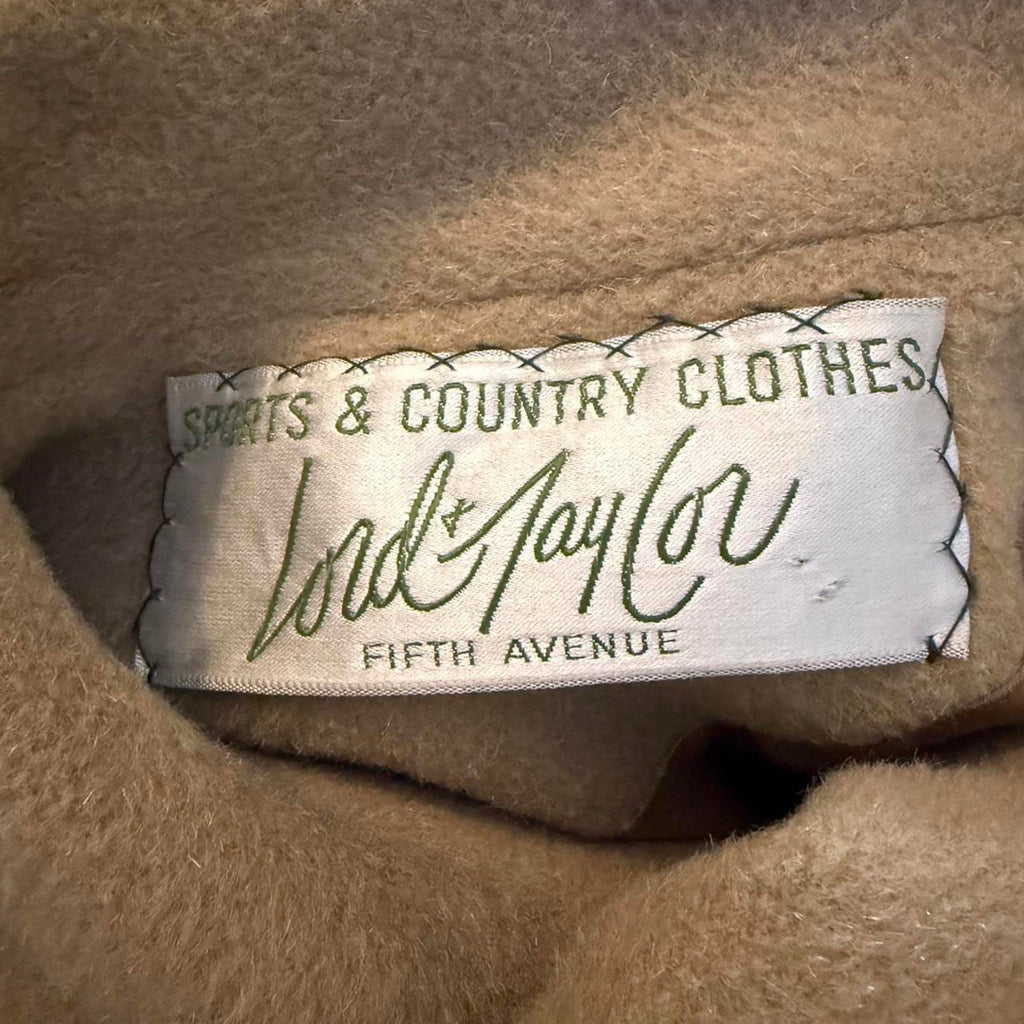 SPORTS & COUNTRY CLOTHES
Lord & Taylor
FIFTH AVENUE